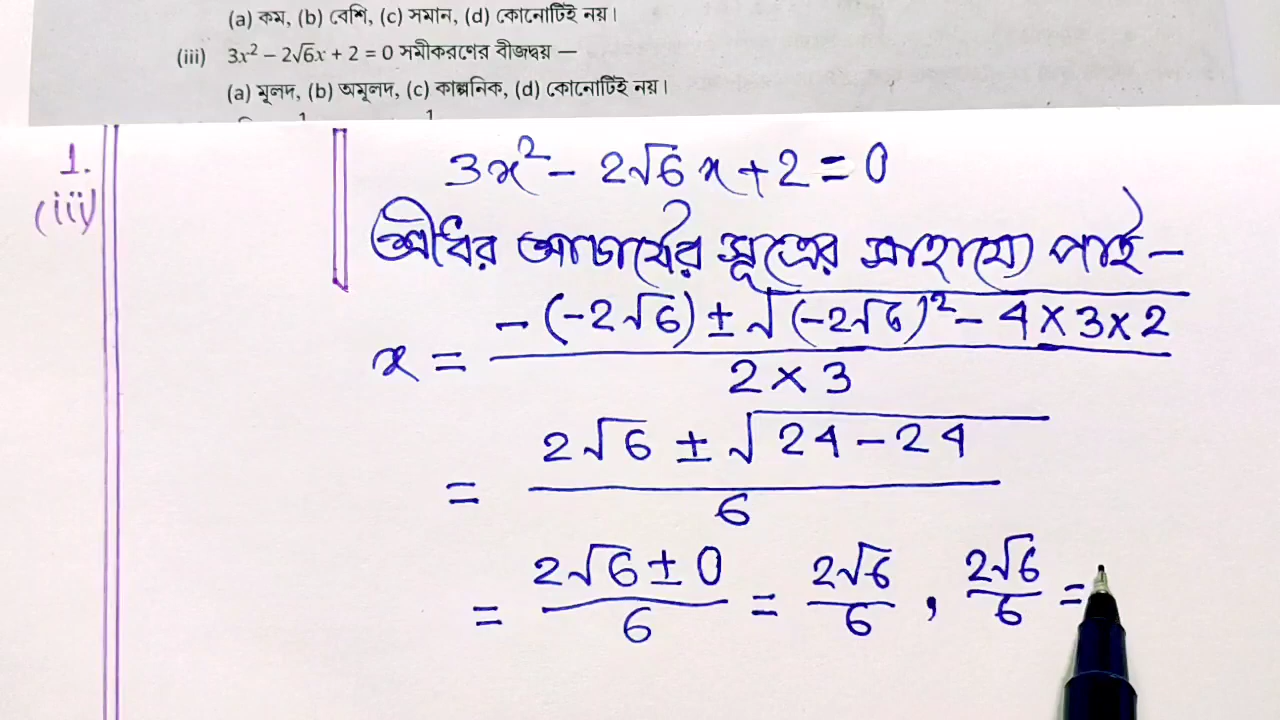 (a) কম, (b) বেশি, (c) সমান, (d) কোনোটিই নয়।
(iii) 3x² − 2√6x + 2 = 0 সমীকরণের বীজদ্বয় —
(a) মূলদ, (b) অমূলদ, (c) কাল্পনিক, (d) কোনোটিই নয়।
1.
(iii)
3x² − 2√6 x + 2 = 0
শ্রীধর আচার্যের সূত্রের সাহায্যে পাই −
x = (−(−2√6) ± √((−2√6)² − 4 × 3 × 2)) / (2 × 3)
= (2√6 ± √(24 − 24)) / 6
= (2√6 ± 0) / 6 = 2√6 / 6 , 2√6 / 6 =